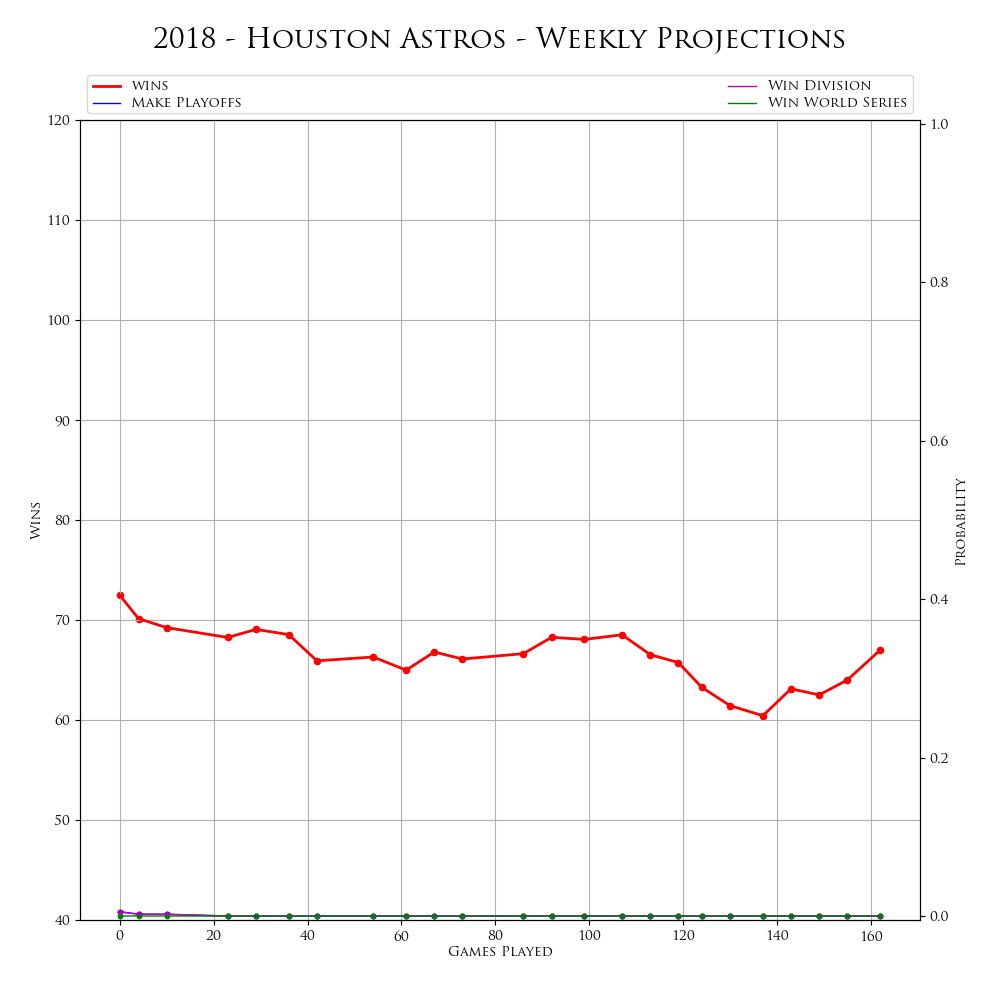 2018 - Houston Astros - Weekly Projections
wins
Make Playoffs
Win Division
Win World Series
120
110
100
90
80
70
60
50
40
Wins
1.0
0.8
0.6
0.4
0.2
0.0
Probability
0 20 40 60 80 100 120 140 160
Games Played